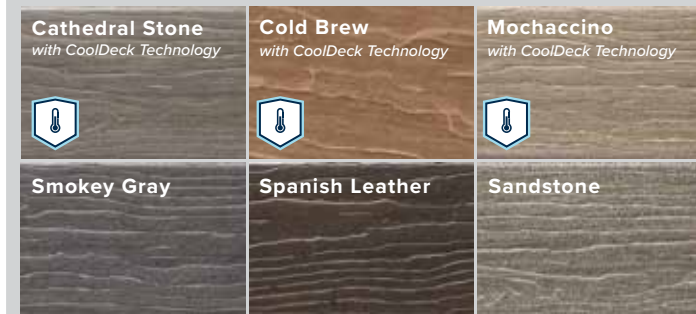 Cathedral Stone
with CoolDeck Technology
Cold Brew
with CoolDeck Technology
Mochaccino
with CoolDeck Technology
Smokey Gray
Spanish Leather
Sandstone